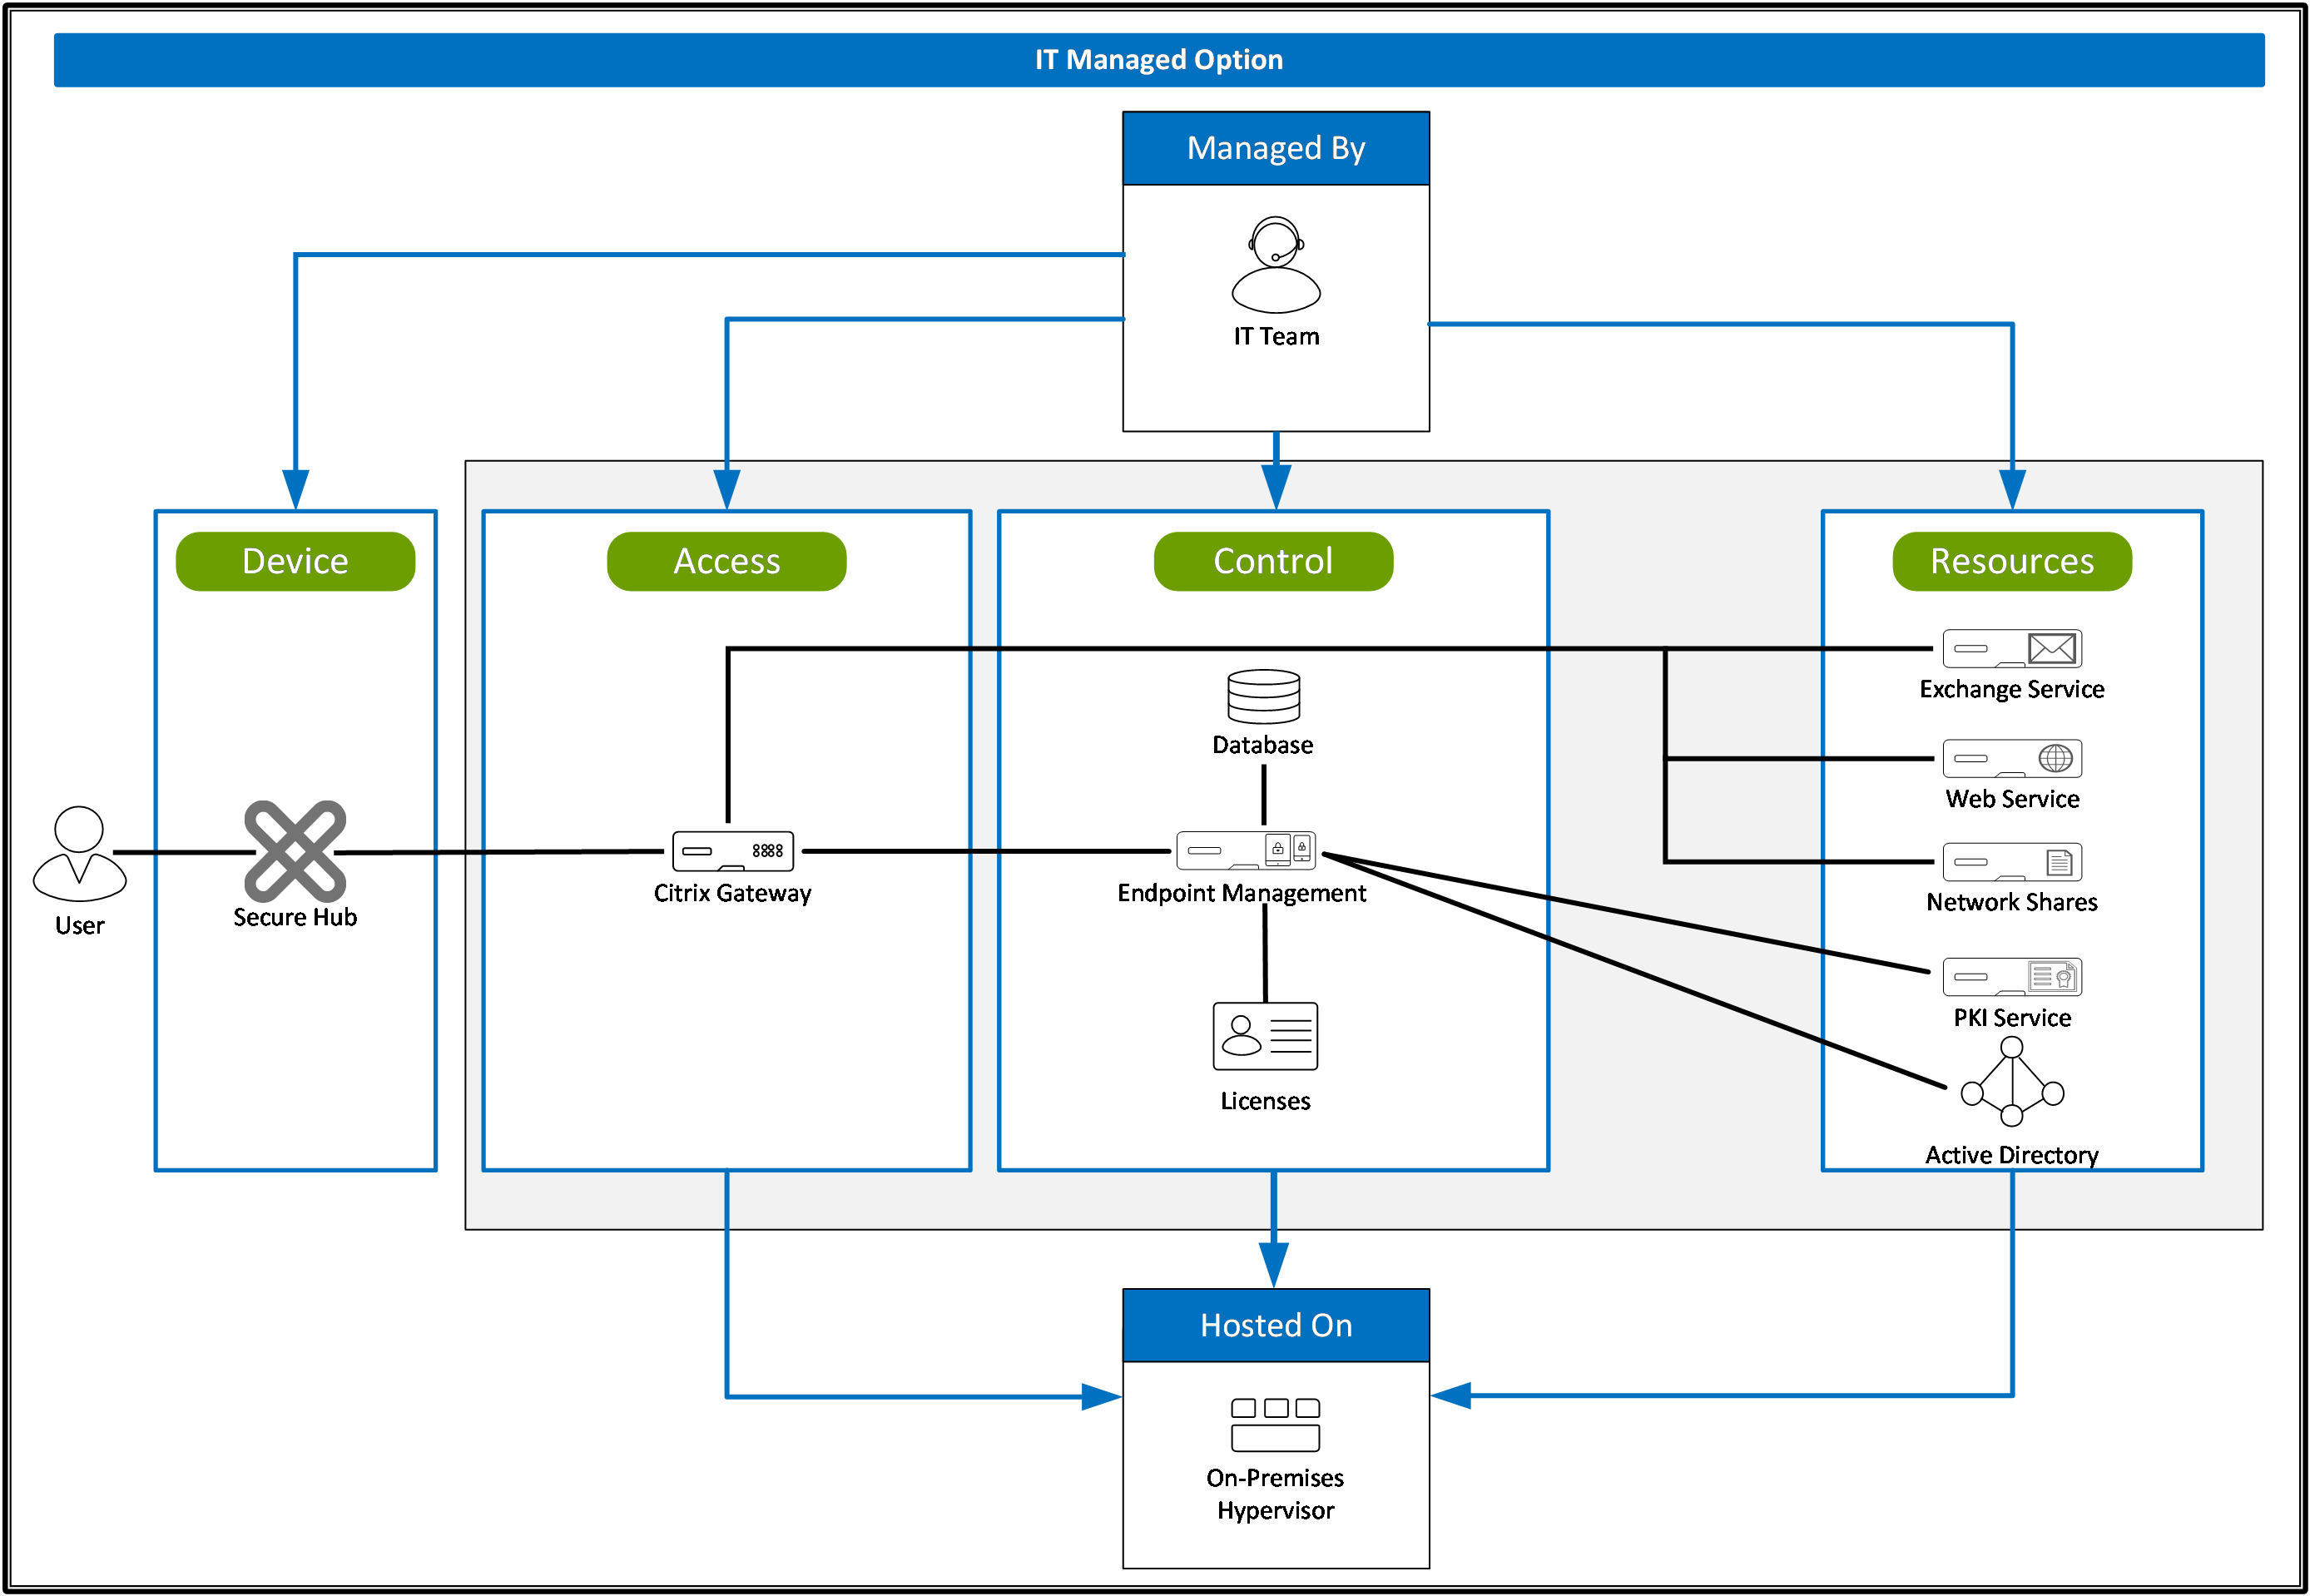 IT Managed Option
Managed By
IT Team
Device
Access
Control
Resources
Exchange Service
Database
Web Service
Citrix Gateway
Endpoint Management
Network Shares
Secure Hub
User
PKI Service
Licenses
Active Directory
Hosted On
On-Premises
Hypervisor